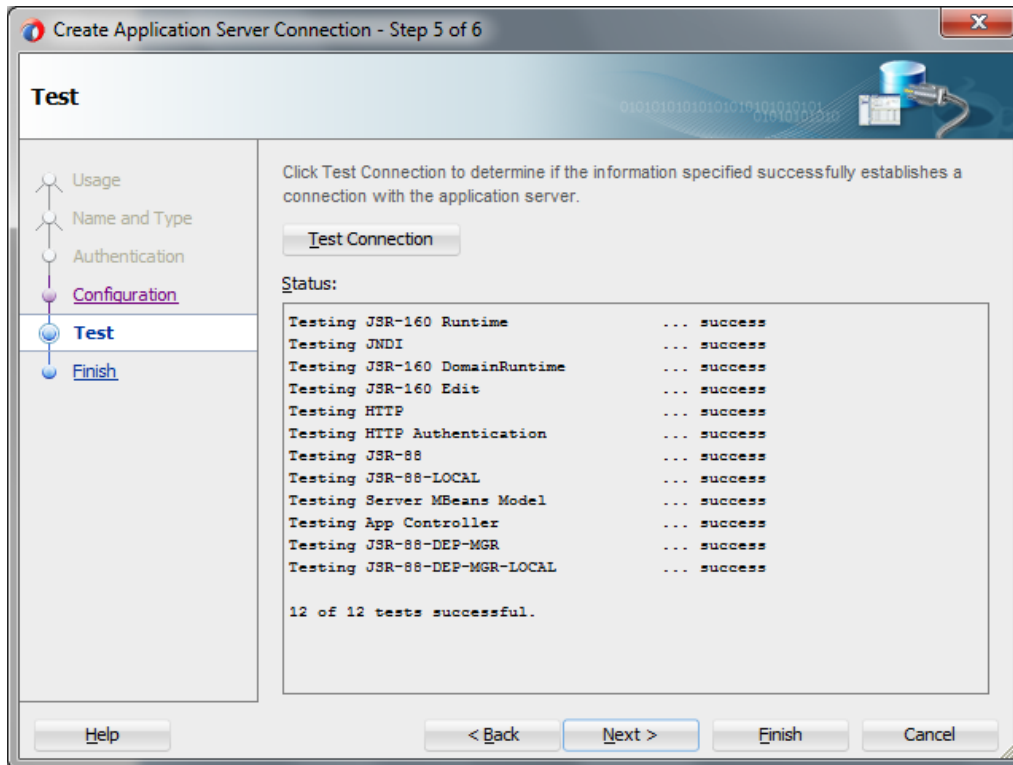 Create Application Server Connection - Step 5 of 6
Test
Usage
Name and Type
Authentication
Configuration
Test
Finish
Click Test Connection to determine if the information specified successfully establishes a
connection with the application server.
Test Connection
Status:
Testing JSR-160 Runtime ... success
Testing JNDI ... success
Testing JSR-160 DomainRuntime ... success
Testing JSR-160 Edit ... success
Testing HTTP ... success
Testing HTTP Authentication ... success
Testing JSR-88 ... success
Testing JSR-88-LOCAL ... success
Testing Server MBeans Model ... success
Testing App Controller ... success
Testing JSR-88-DEP-MGR ... success
Testing JSR-88-DEP-MGR-LOCAL ... success
12 of 12 tests successful.
Help
< Back
Next >
Finish
Cancel